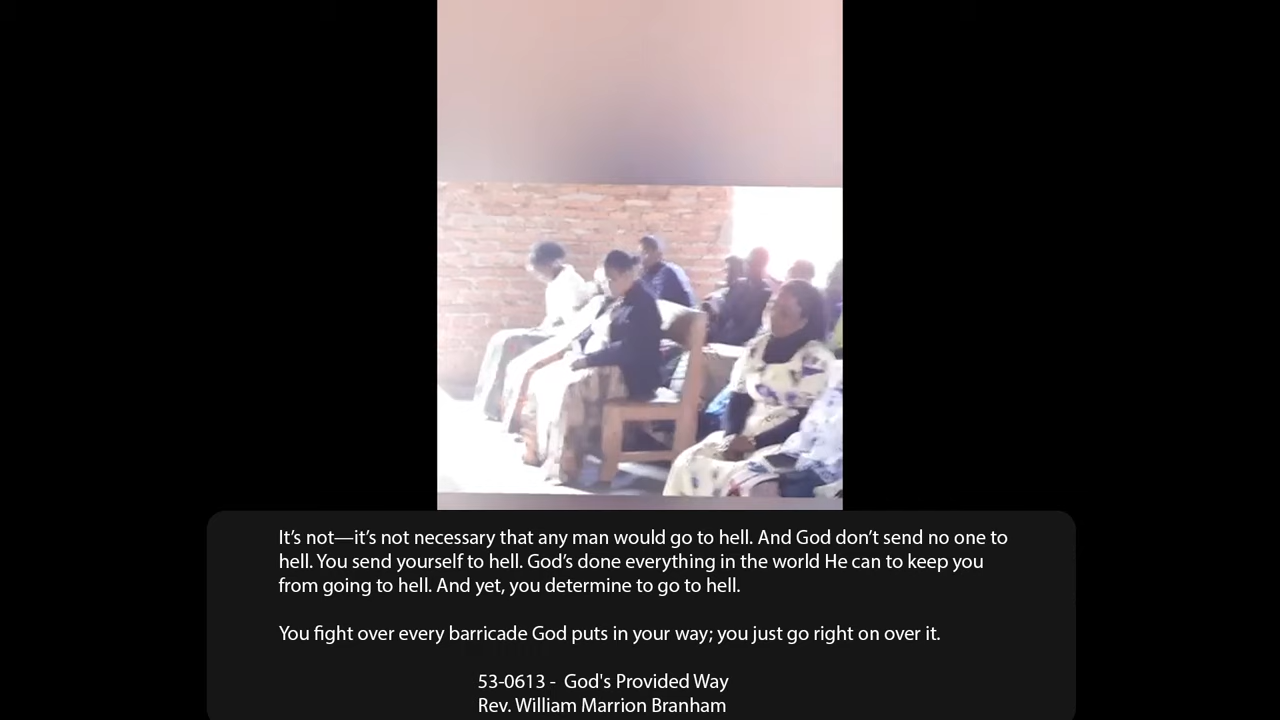 It’s not—it’s not necessary that any man would go to hell. And God don’t send no one to
hell. You send yourself to hell. God’s done everything in the world He can to keep you
from going to hell. And yet, you determine to go to hell.
You fight over every barricade God puts in your way; you just go right on over it.
53-0613 -  God's Provided Way
Rev. William Marrion Branham